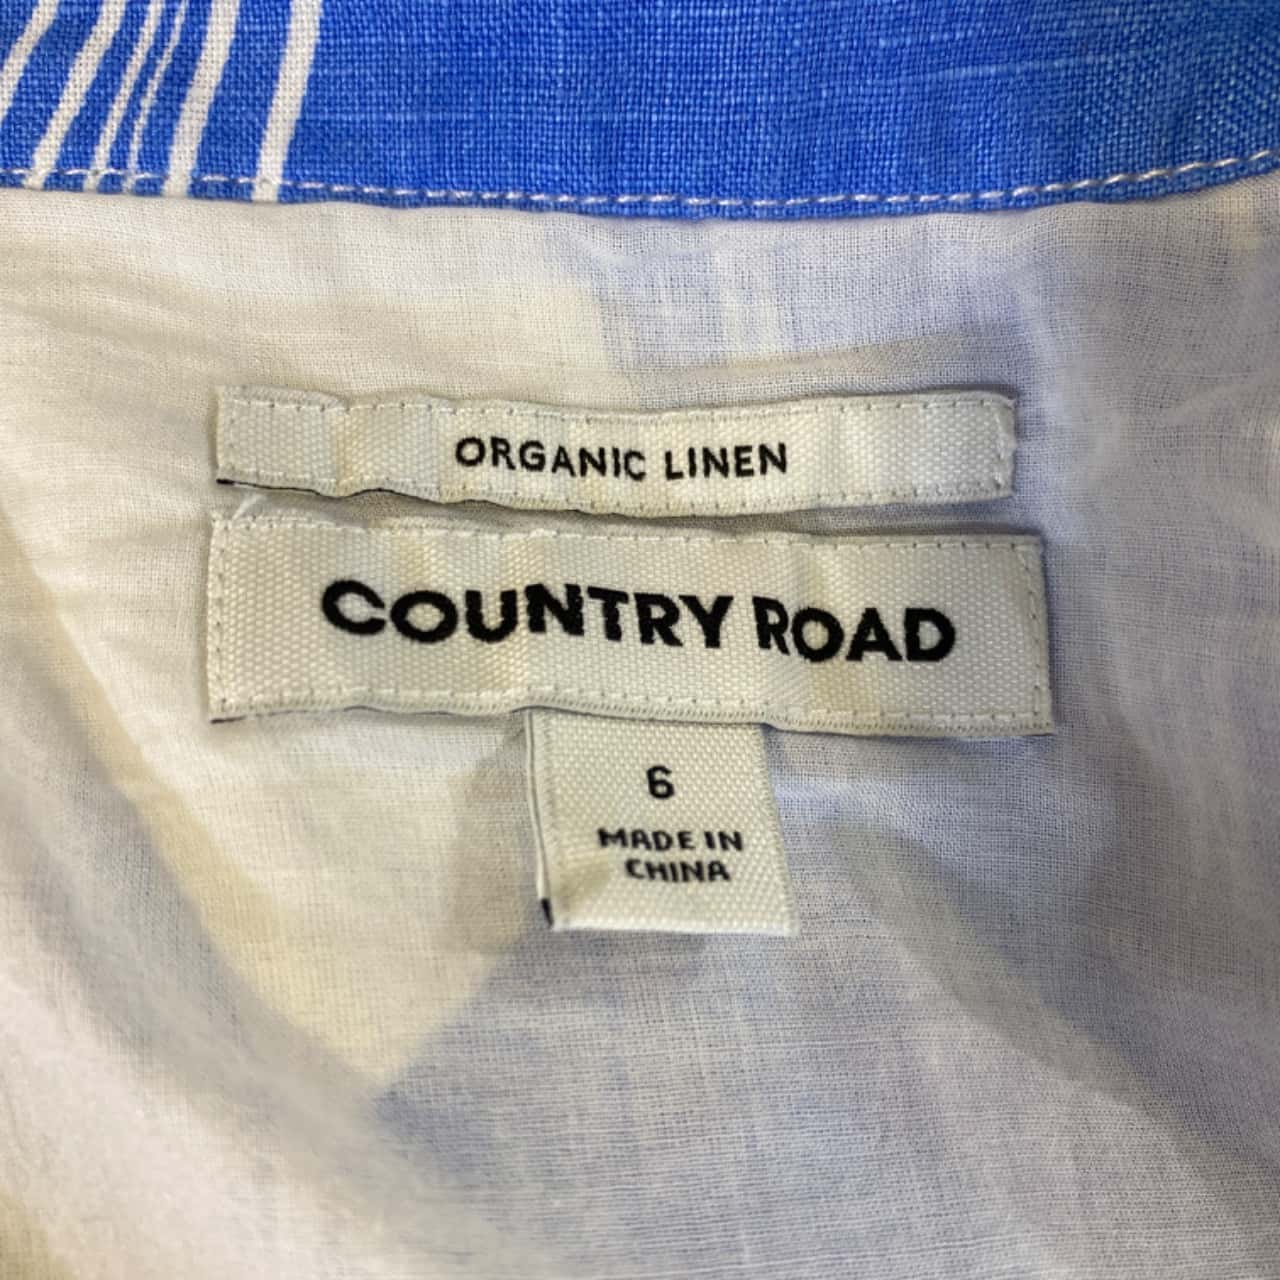 ORGANIC LINEN
COUNTRY ROAD
6
MADE IN
CHINA